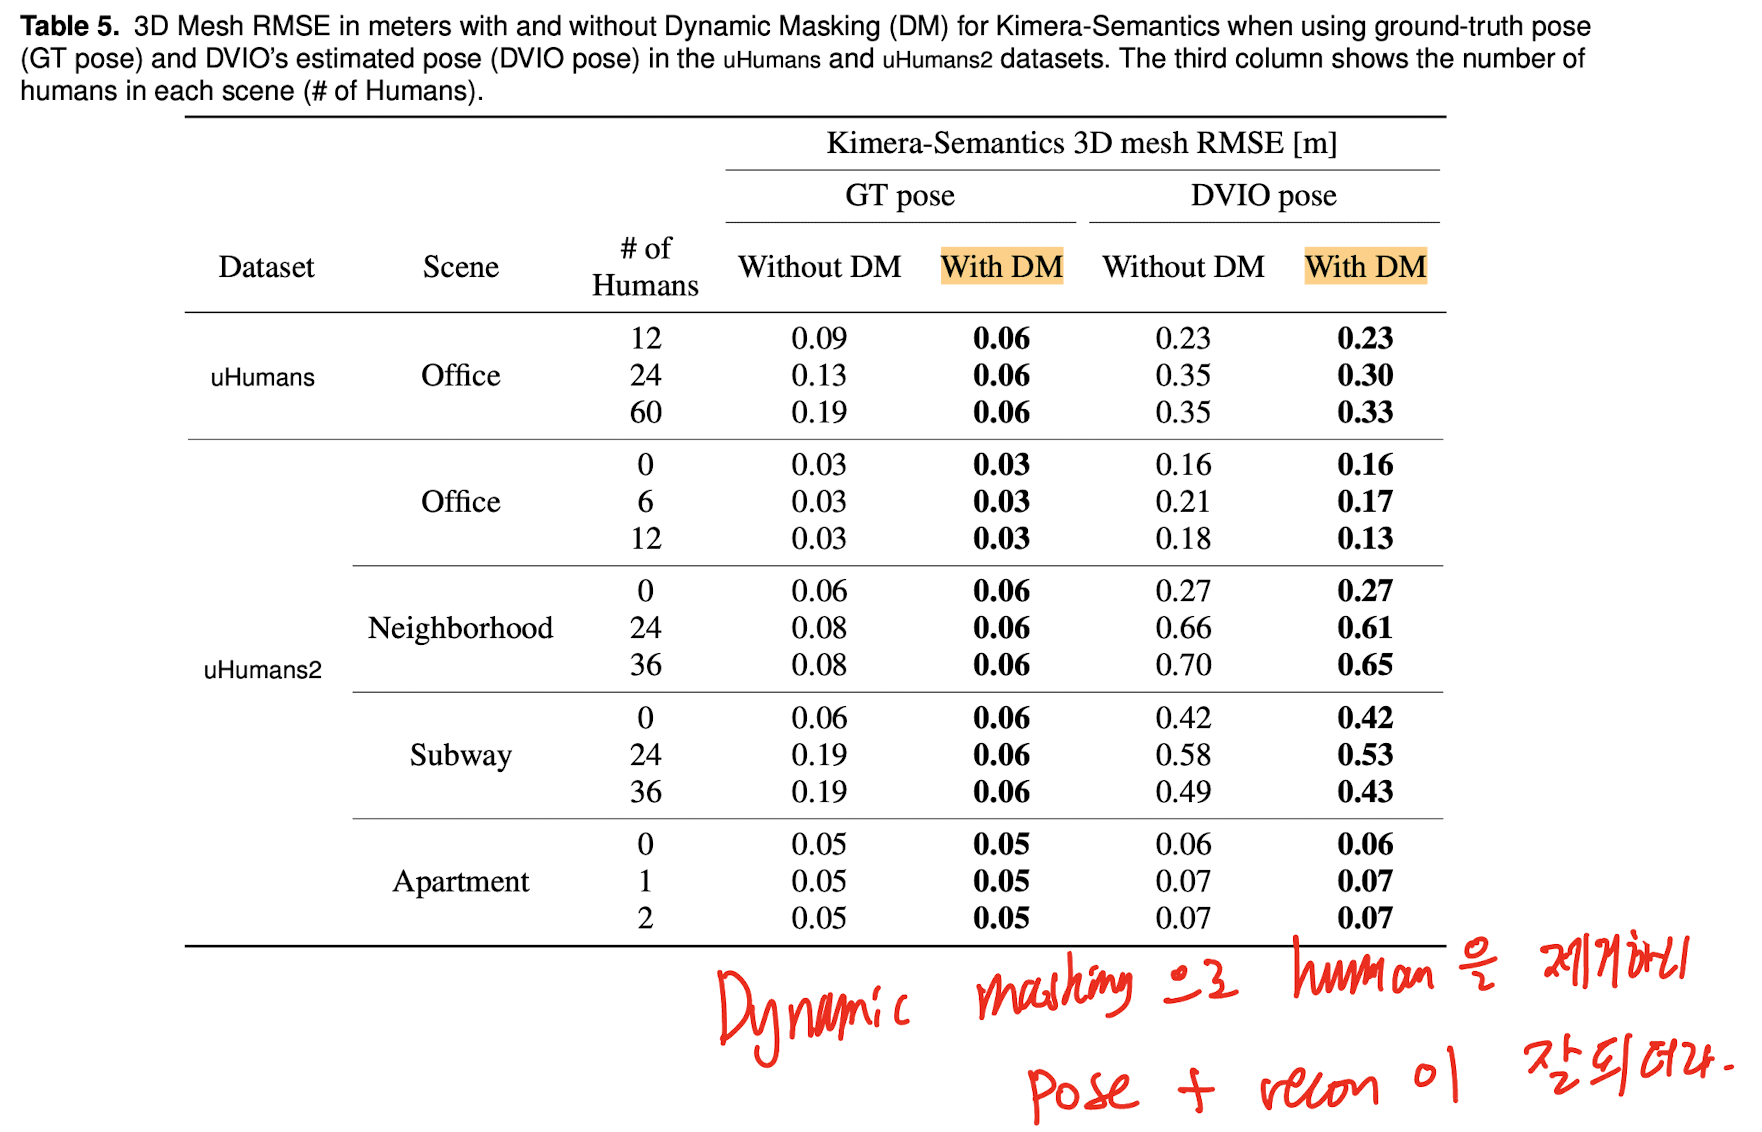 Table 5. 3D Mesh RMSE in meters with and without Dynamic Masking (DM) for Kimera-Semantics when using ground-truth pose
(GT pose) and DVIO's estimated pose (DVIO pose) in the uHumans and uHumans2 datasets. The third column shows the number of
humans in each scene (# of Humans).
Kimera-Semantics 3D mesh RMSE [m]
GT pose DVIO pose
Dataset Scene # of Humans Without DM With DM Without DM With DM
uHumans Office
12 0.09 0.06 0.23 0.23
24 0.13 0.06 0.35 0.30
60 0.19 0.06 0.35 0.33
uHumans2
Office
0 0.03 0.03 0.16 0.16
6 0.03 0.03 0.21 0.17
12 0.03 0.03 0.18 0.13
Neighborhood
0 0.06 0.06 0.27 0.27
24 0.08 0.06 0.66 0.61
36 0.08 0.06 0.70 0.65
Subway
0 0.06 0.06 0.42 0.42
24 0.19 0.06 0.58 0.53
36 0.19 0.06 0.49 0.43
Apartment
0 0.05 0.05 0.06 0.06
1 0.05 0.05 0.07 0.07
2 0.05 0.05 0.07 0.07
Dynamic masking 으로 human을 제거하니
pose + recon 이 잘되더라.